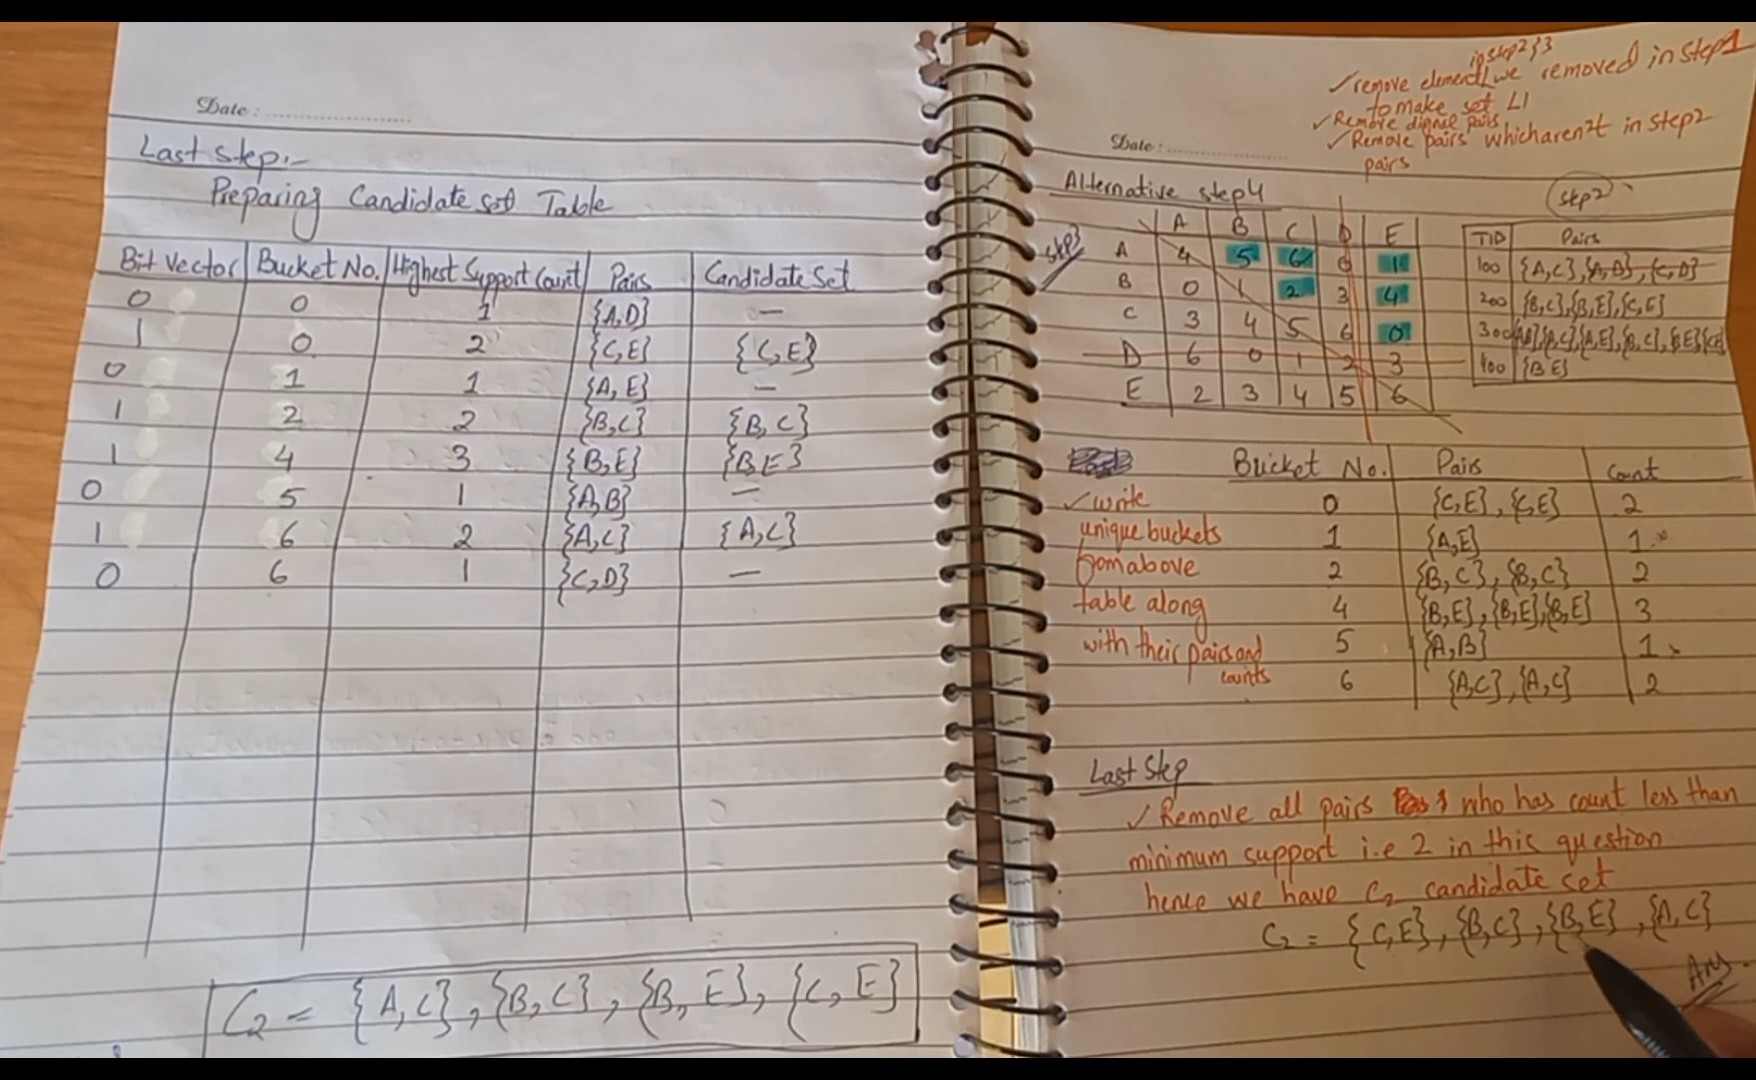 Date :
Last step:-
Preparing Candidate set Table
Bit Vector Bucket No. Highest Support Count Pairs Candidate Set
0 0 1 {A,D} —
1 0 2 {C,E} {C,E}
0 1 1 {A,E} —
1 2 2 {B,C} {B,C}
1 4 3 {B,E} {B,E}
0 5 1 {A,B} —
1 6 2 {A,C} {A,C}
0 6 1 {C,D} —
C2 = {A,C}, {B,C}, {B,E}, {C,E}
in step2&3
✓remove element we removed in step1
to make set L1
✓Remove pairs
✓Remove pairs which aren't in step2
pairs
Date :
Alternative step4
step2
step3
A B C D E
A 4 5 6 0 1
B 0 1 2 3 4
C 3 4 5 6 0
D 6 0 1 2 3
E 2 3 4 5 6
TID Pairs
100 {A,C},{A,D},{C,D}
200 {B,C},{B,E},{C,E}
300 {A,B},{A,C},{A,E},{B,C},{B,E},{C,E}
400 {B,E}
Bucket No. Pairs Count
0 {C,E}, {C,E} 2
1 {A,E} 1
2 {B,C}, {B,C} 2
4 {B,E}, {B,E},{B,E} 3
5 {A,B} 1
6 {A,C}, {A,C} 2
✓write
unique buckets
from above
table along
with their pairs and
counts
Last Step
✓Remove all pairs who has count less than
minimum support i.e 2 in this question
hence we have C2 candidate set
C2 = {C,E}, {B,C}, {B,E}, {A,C}
Ans.